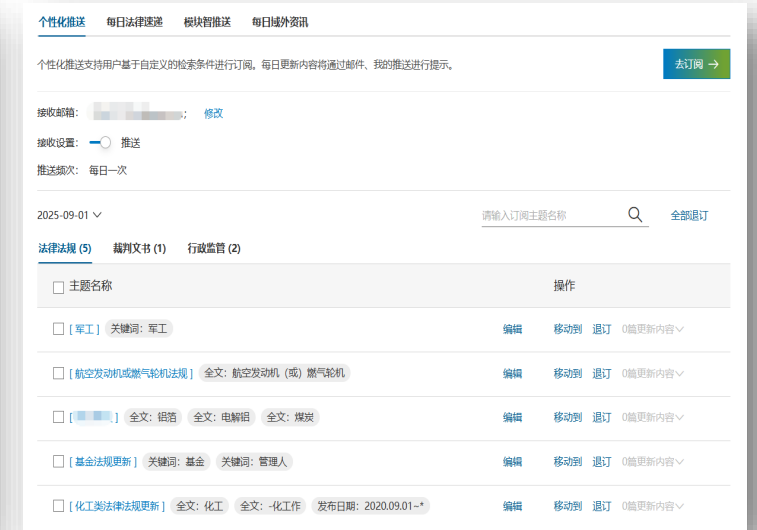 个性化推送 每日法律速递 模块智推送 每日域外资讯
个性化推送支持用户基于自定义的检索条件进行订阅。每日更新内容将通过邮件、我的推送进行提示。 去订阅 →
接收邮箱： ; 修改
接收设置： 推送
推送频次： 每日一次
2025-09-01 请输入订阅主题名称 全部退订
法律法规 (5) 裁判文书 (1) 行政监管 (2)
主题名称 操作
[ 军工 ] 关键词：军工 编辑 移动到 退订 0篇更新内容
[ 航空发动机或燃气轮机法规 ] 全文：航空发动机（或）燃气轮机 编辑 移动到 退订 0篇更新内容
[ ] 全文：铝箔 全文：电解铝 全文：煤炭 编辑 移动到 退订 0篇更新内容
[ 基金法规更新 ] 关键词：基金 关键词：管理人 编辑 移动到 退订 0篇更新内容
[ 化工类法律法规更新 ] 全文：化工 全文：-化工作 发布日期：2020.09.01~* 编辑 移动到 退订 0篇更新内容